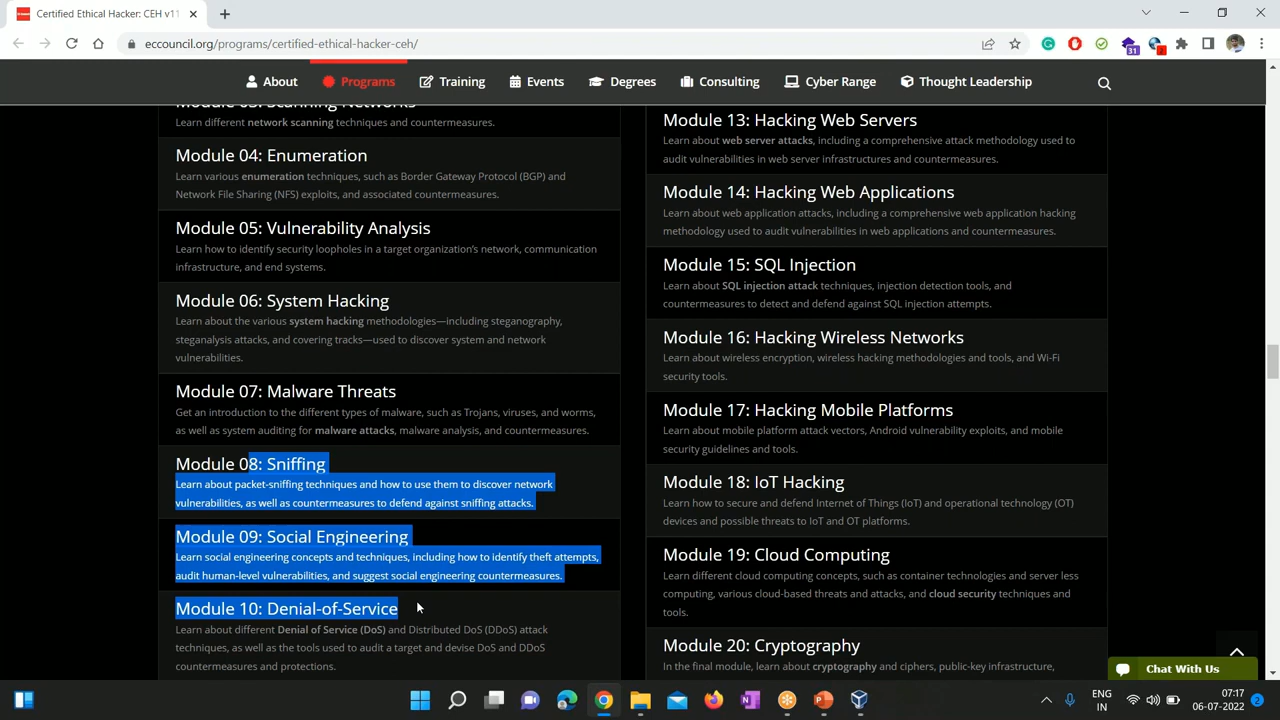 Certified Ethical Hacker: CEH v11
eccouncil.org/programs/certified-ethical-hacker-ceh/
31
2
About
Programs
Training
Events
Degrees
Consulting
Cyber Range
Thought Leadership
Module 03: Scanning Networks
Learn different network scanning techniques and countermeasures.
Module 04: Enumeration
Learn various enumeration techniques, such as Border Gateway Protocol (BGP) and
Network File Sharing (NFS) exploits, and associated countermeasures.
Module 05: Vulnerability Analysis
Learn how to identify security loopholes in a target organization's network, communication
infrastructure, and end systems.
Module 06: System Hacking
Learn about the various system hacking methodologies—including steganography,
steganalysis attacks, and covering tracks—used to discover system and network
vulnerabilities.
Module 07: Malware Threats
Get an introduction to the different types of malware, such as Trojans, viruses, and worms,
as well as system auditing for malware attacks, malware analysis, and countermeasures.
Module 08: Sniffing
Learn about packet-sniffing techniques and how to use them to discover network
vulnerabilities, as well as countermeasures to defend against sniffing attacks.
Module 09: Social Engineering
Learn social engineering concepts and techniques, including how to identify theft attempts,
audit human-level vulnerabilities, and suggest social engineering countermeasures.
Module 10: Denial-of-Service
Learn about different Denial of Service (DoS) and Distributed DoS (DDoS) attack
techniques, as well as the tools used to audit a target and devise DoS and DDoS
countermeasures and protections.
Module 13: Hacking Web Servers
Learn about web server attacks, including a comprehensive attack methodology used to
audit vulnerabilities in web server infrastructures and countermeasures.
Module 14: Hacking Web Applications
Learn about web application attacks, including a comprehensive web application hacking
methodology used to audit vulnerabilities in web applications and countermeasures.
Module 15: SQL Injection
Learn about SQL injection attack techniques, injection detection tools, and
countermeasures to detect and defend against SQL injection attempts.
Module 16: Hacking Wireless Networks
Learn about wireless encryption, wireless hacking methodologies and tools, and Wi-Fi
security tools.
Module 17: Hacking Mobile Platforms
Learn about mobile platform attack vectors, Android vulnerability exploits, and mobile
security guidelines and tools.
Module 18: IoT Hacking
Learn how to secure and defend Internet of Things (IoT) and operational technology (OT)
devices and possible threats to IoT and OT platforms.
Module 19: Cloud Computing
Learn different cloud computing concepts, such as container technologies and server less
computing, various cloud-based threats and attacks, and cloud security techniques and
tools.
Module 20: Cryptography
In the final module, learn about cryptography and ciphers, public-key infrastructure,
Chat With Us
ENG
IN
07:17
06-07-2022
2